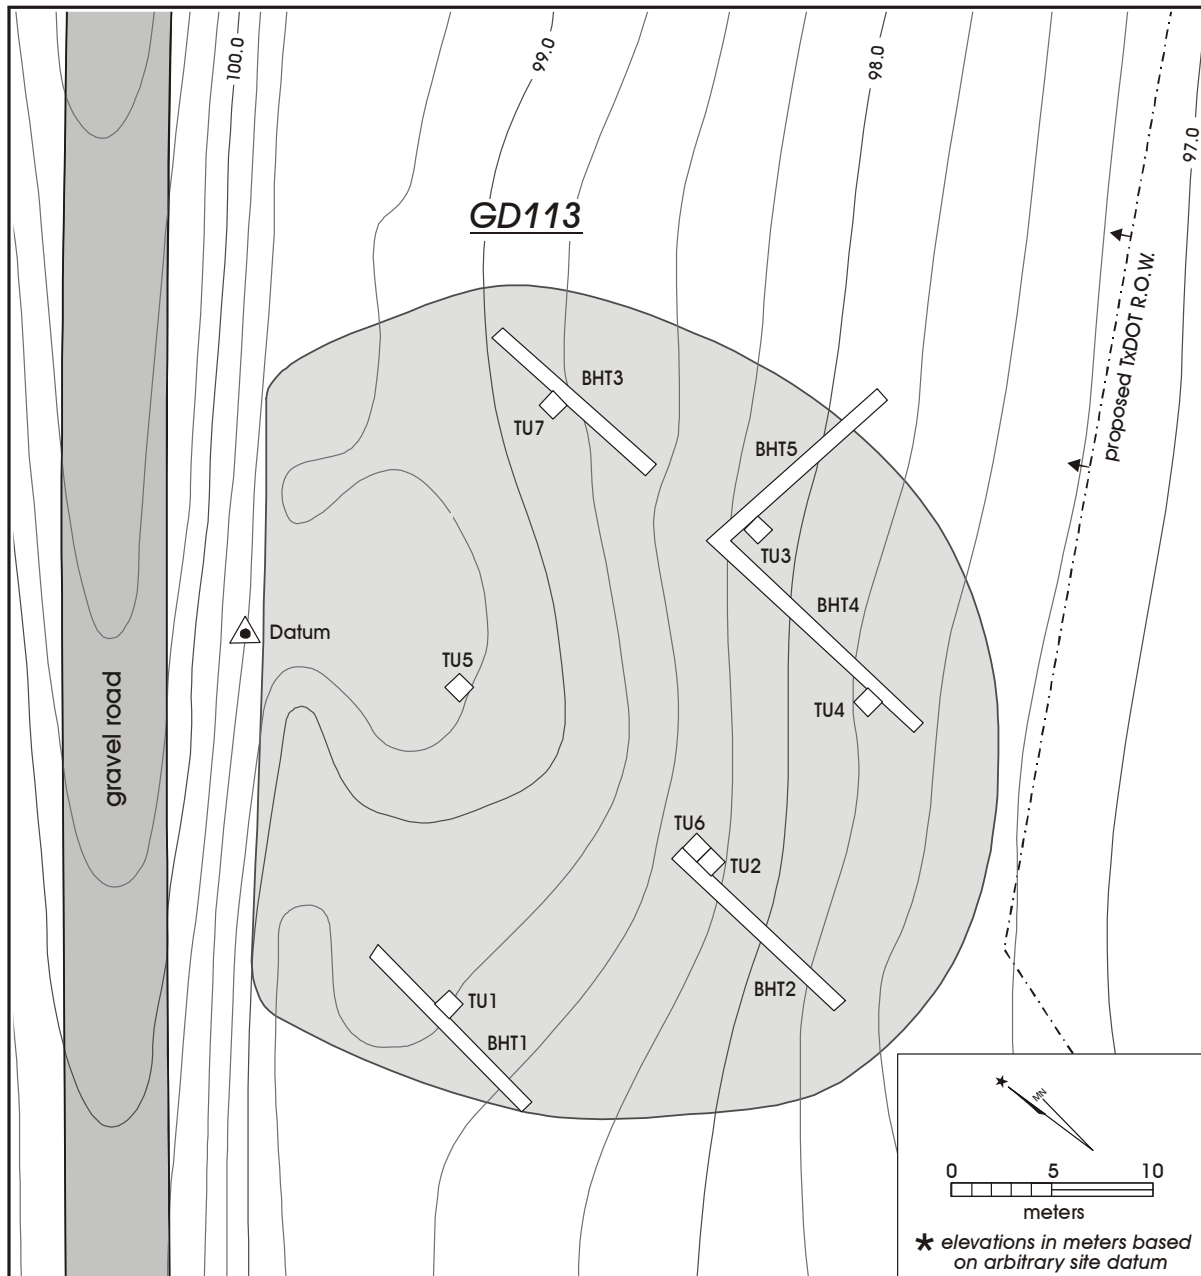 100.0
99.0
98.0
97.0
GD113
proposed TxDOT R.O.W.
BHT3
TU7
BHT5
TU3
BHT4
Datum
TU5
TU4
gravel road
TU6
TU2
BHT2
TU1
BHT1
MN
0 5 10
meters
* elevations in meters based
on arbitrary site datum